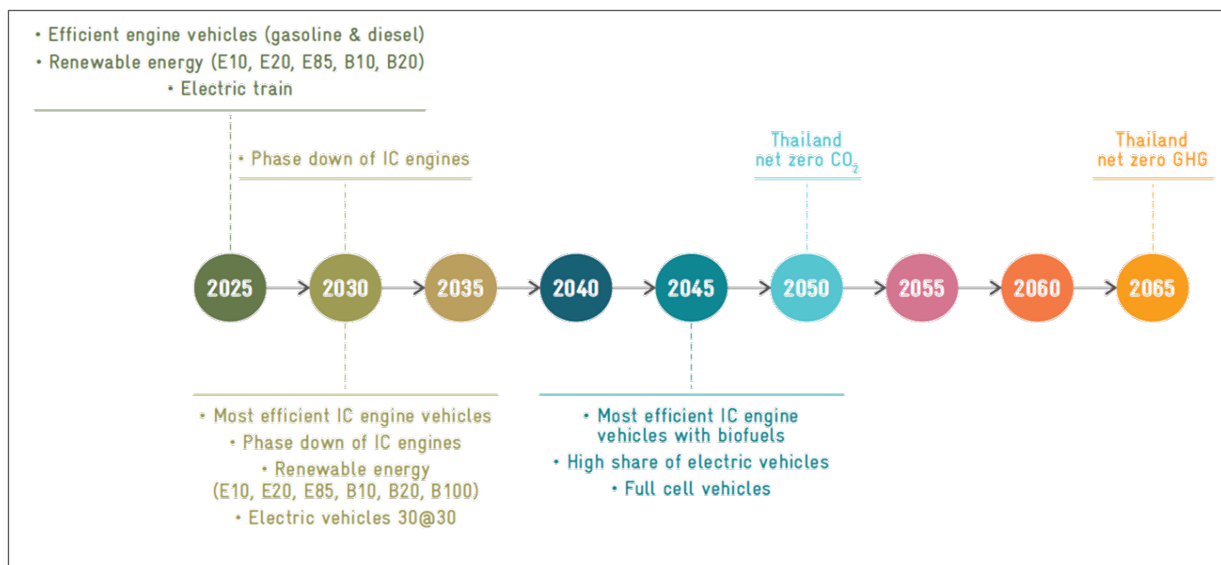 • Efficient engine vehicles (gasoline & diesel)
• Renewable energy (E10, E20, E85, B10, B20)
• Electric train
• Phase down of IC engines
Thailand
net zero CO₂
Thailand
net zero GHG
2025
2030
2035
2040
2045
2050
2055
2060
2065
• Most efficient IC engine vehicles
• Phase down of IC engines
• Renewable energy
(E10, E20, E85, B10, B20, B100)
• Electric vehicles 30@30
• Most efficient IC engine
vehicles with biofuels
• High share of electric vehicles
• Full cell vehicles